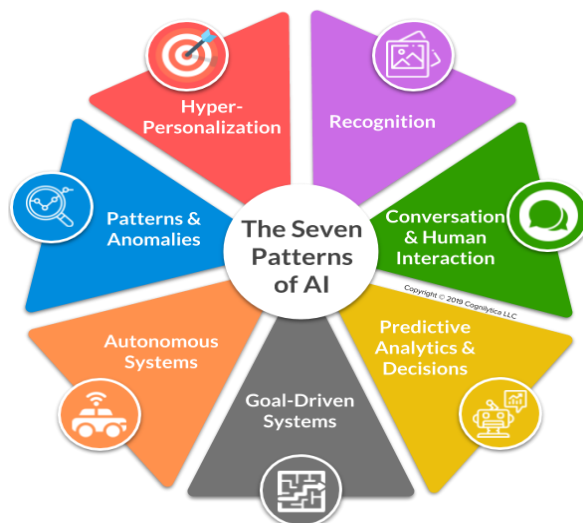 The Seven
Patterns
of AI
Hyper-
Personalization
Recognition
Conversation
& Human
Interaction
Copyright © 2019 Cognilytica LLC
Predictive
Analytics &
Decisions
Goal-Driven
Systems
Autonomous
Systems
Patterns &
Anomalies